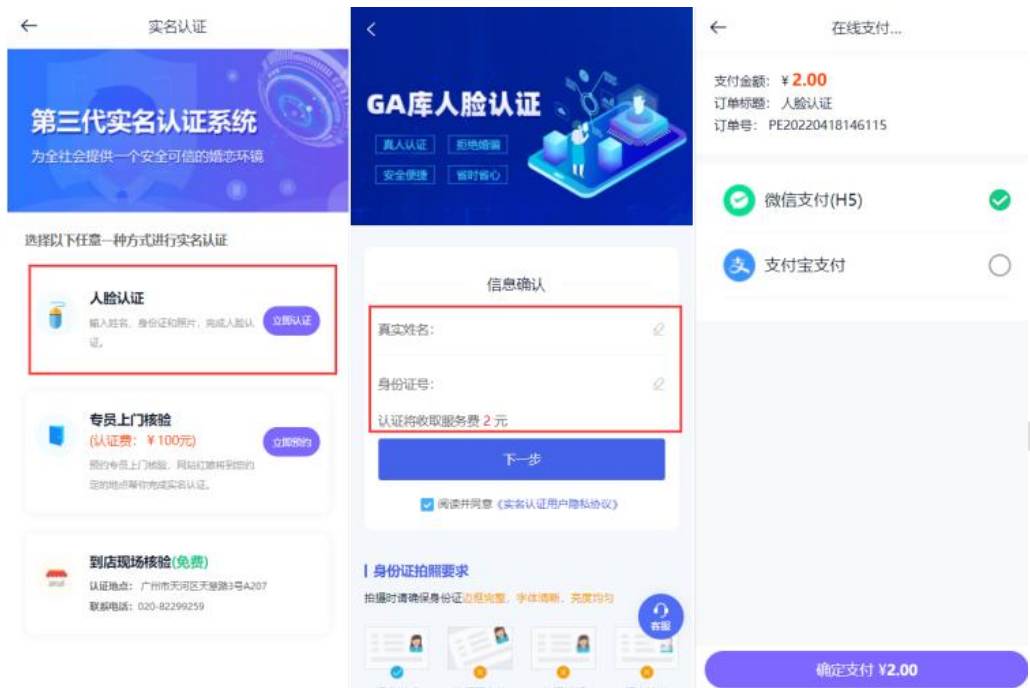 实名认证
第三代实名认证系统
为全社会提供一个安全可信的婚恋环境
选择以下任意一种方式进行实名认证
人脸认证
输入姓名、身份证和照片，完成人脸认
证。
立即认证
专员上门核验
(认证费：￥100元)
立即预约
预约专员上门核验，网站红娘将到您约
定的地点帮你完成实名认证。
到店现场核验(免费)
认证地点：广州市天河区天慧路3号A207
联系电话：020-82299259
GA库人脸认证
真人认证 拒绝婚骗
安全便捷 省时省心
信息确认
真实姓名：
身份证号：
认证将收取服务费 2 元
下一步
阅读并同意《实名认证用户隐私协议》
身份证拍照要求
拍摄时请确保身份证边框完整，字体清晰，亮度均匀
客服
在线支付...
支付金额：￥2.00
订单标题：人脸认证
订单号：PE20220418146115
微信支付(H5)
支付宝支付
确定支付 ¥2.00